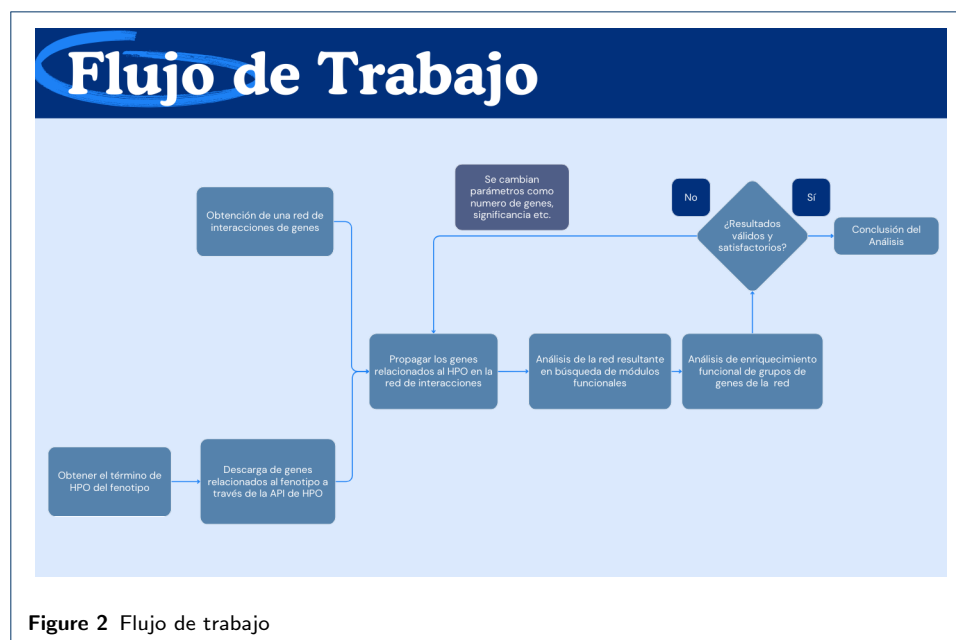 Flujo de Trabajo
Se cambian
parámetros como
numero de genes,
significancia etc.
No
Sí
Obtención de una red de
interacciones de genes
¿Resultados
válidos y
satisfactorios?
Conclusión del
Análisis
Propagar los genes
relacionados al HPO en la
red de interacciones
Análisis de la red resultante
en búsqueda de módulos
funcionales
Análisis de enriquecimiento
funcional de grupos de
genes de la red
Obtener el término de
HPO del fenotipo
Descarga de genes
relacionados al fenotipo a
través de la API de HPO
Figure 2 Flujo de trabajo